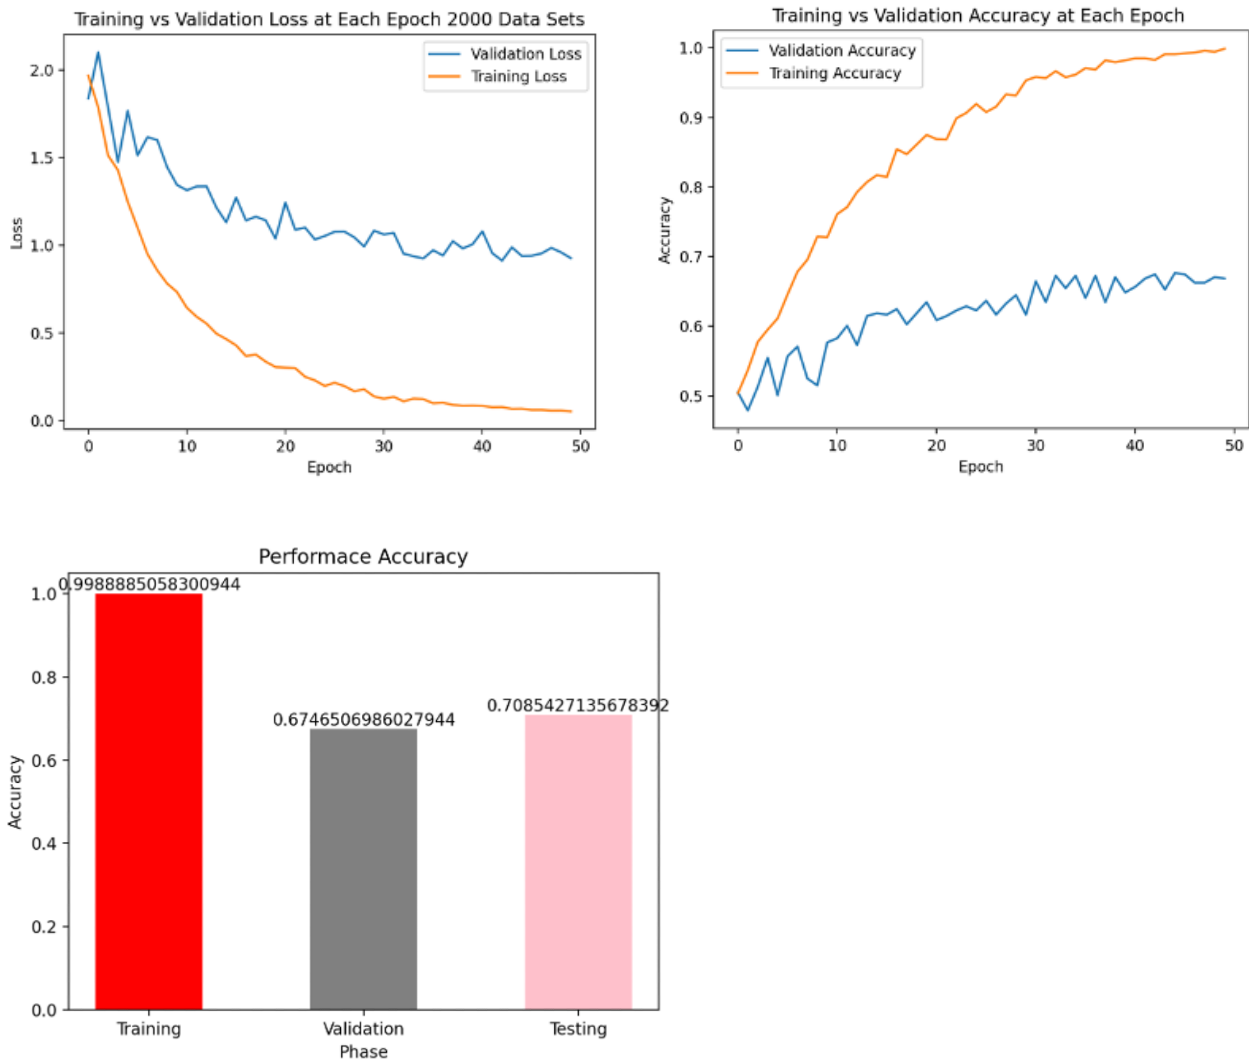 Training vs Validation Loss at Each Epoch 2000 Data Sets
Validation Loss
Training Loss
2.0
1.5
1.0
0.5
0.0
Loss
0 10 20 30 40 50
Epoch
Training vs Validation Accuracy at Each Epoch
Validation Accuracy
Training Accuracy
1.0
0.9
0.8
0.7
0.6
0.5
Accuracy
0 10 20 30 40 50
Epoch
Performace Accuracy
0.9988885058300944
0.6746506986027944
0.7085427135678392
1.0
0.8
0.6
0.4
0.2
0.0
Accuracy
Training Validation Testing
Phase